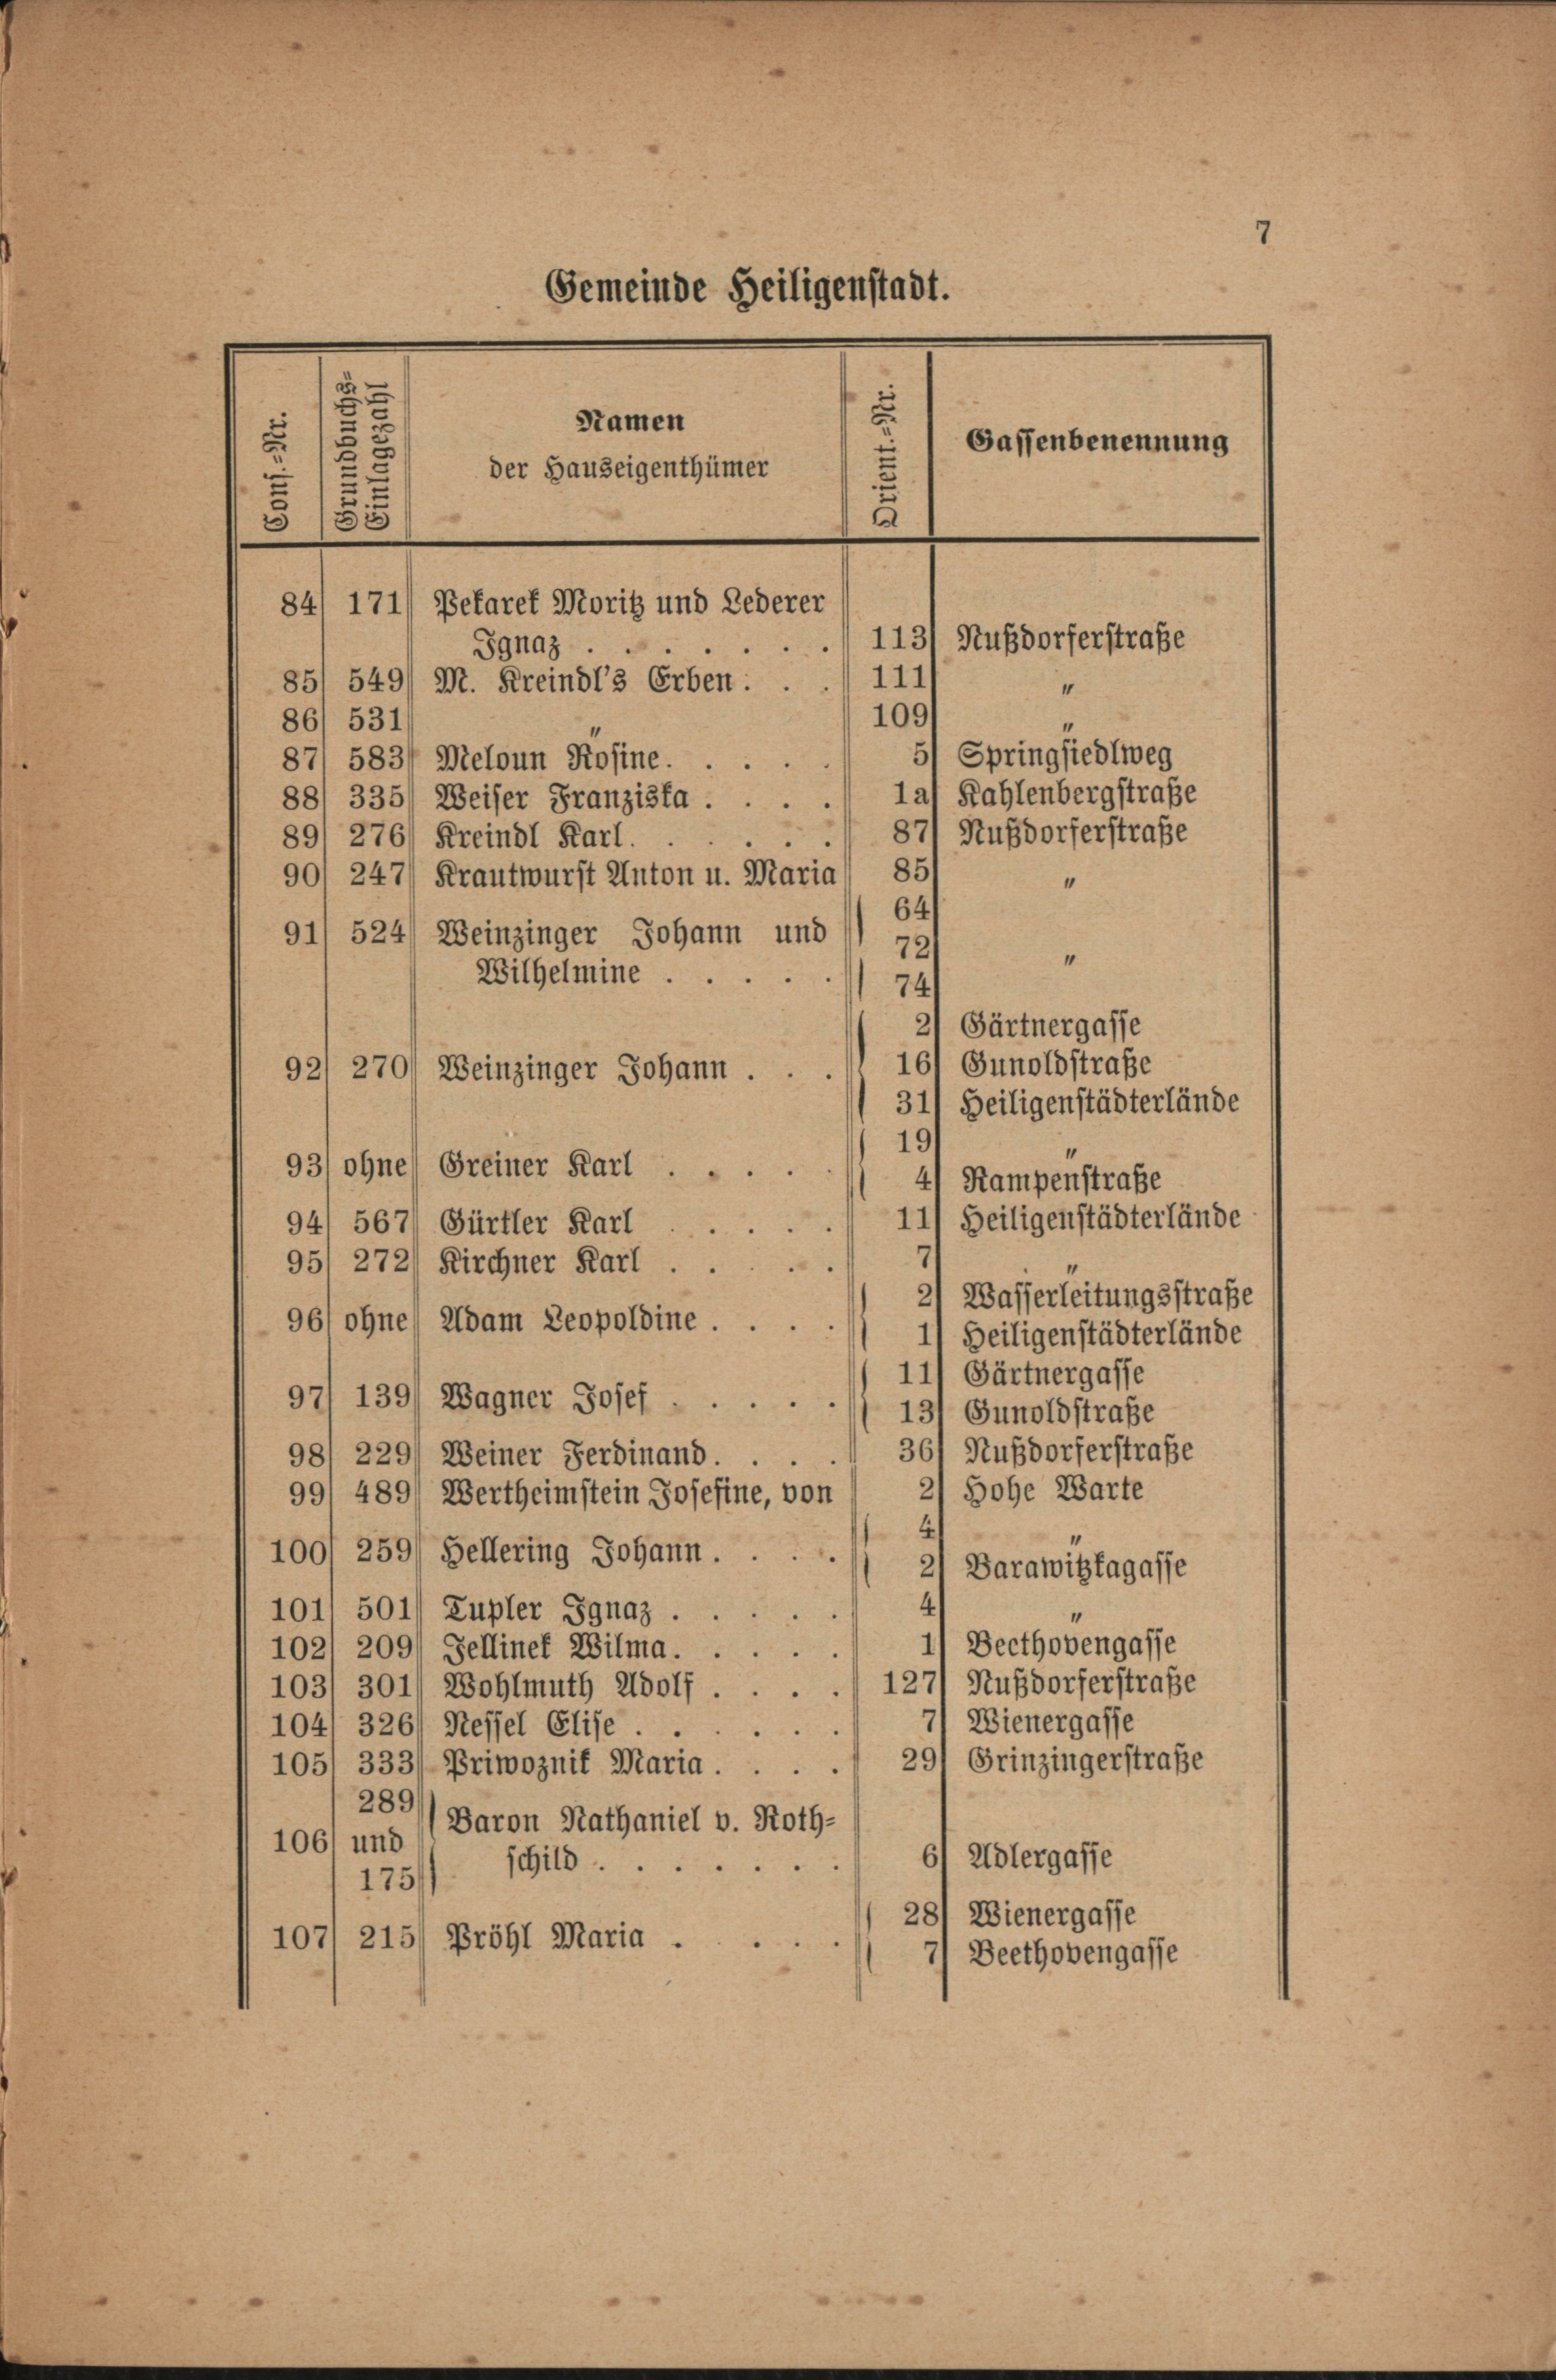 7
Gemeinde Heiligenstadt.
Cons.-Nr. Grundbuchs-Einlagezahl Namen der Hauseigenthümer Orient.-Nr. Gassenbenennung
84 171 Pekarek Moritz und Lederer
Ignaz . . . . . . . 113 Nußdorferstraße
85 549 M. Kreindl's Erben . . . 111 "
86 531 " 109 "
87 583 Meloun Rosine . . . . . 5 Springsiedlweg
88 335 Weiser Franziska . . . . 1a Kahlenbergstraße
89 276 Kreindl Karl . . . . . . 87 Nußdorferstraße
90 247 Krautwurst Anton u. Maria 85 "
64
91 524 Weinzinger Johann und 72 "
Wilhelmine . . . . . 74
2 Gärtnergasse
92 270 Weinzinger Johann . . . 16 Gunoldstraße
31 Heiligenstädterlände
19 "
93 ohne Greiner Karl . . . . .
4 Rampenstraße
94 567 Gürtler Karl . . . . . 11 Heiligenstädterlände
95 272 Kirchner Karl . . . . . 7 "
2 Wasserleitungsstraße
96 ohne Adam Leopoldine . . . .
1 Heiligenstädterlände
11 Gärtnergasse
97 139 Wagner Josef . . . . .
13 Gunoldstraße
98 229 Weiner Ferdinand . . . . 36 Nußdorferstraße
99 489 Wertheimstein Josefine, von 2 Hohe Warte
4 "
100 259 Hellering Johann . . . .
2 Barawitzkagasse
101 501 Tupler Ignaz . . . . . 4 "
102 209 Jellinek Wilma . . . . . 1 Beethovengasse
103 301 Wohlmuth Adolf . . . . 127 Nußdorferstraße
104 326 Nessel Elise . . . . . . 7 Wienergasse
105 333 Priwoznik Maria . . . . 29 Grinzingerstraße
289
106 und Baron Nathaniel v. Roth-
175 schild . . . . . . . 6 Adlergasse
28 Wienergasse
107 215 Pröhl Maria . . . . .
7 Beethovengasse